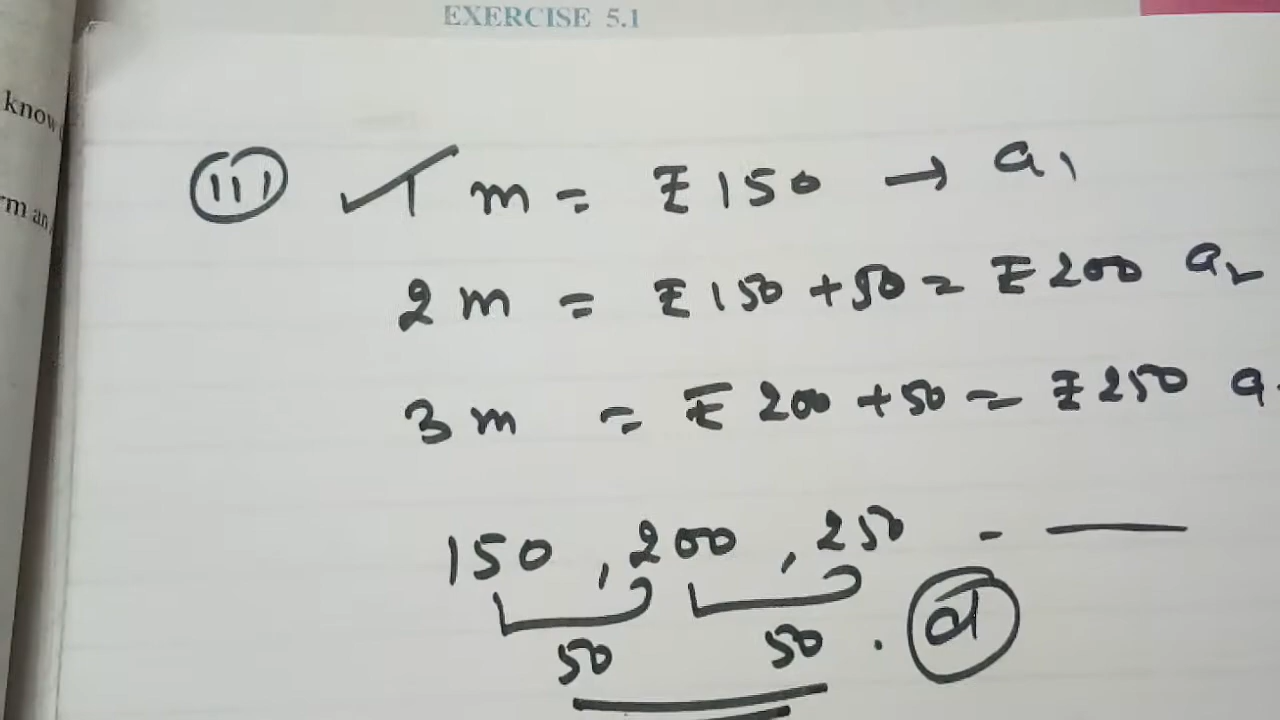 EXERCISE 5.1
know
rm an
(iii) 1 m = ₹150 → a1
2 m = ₹150 +50 = ₹200 a2
3 m = ₹200 +50 = ₹250 a
150 , 200 , 250 - —
50 50 . d